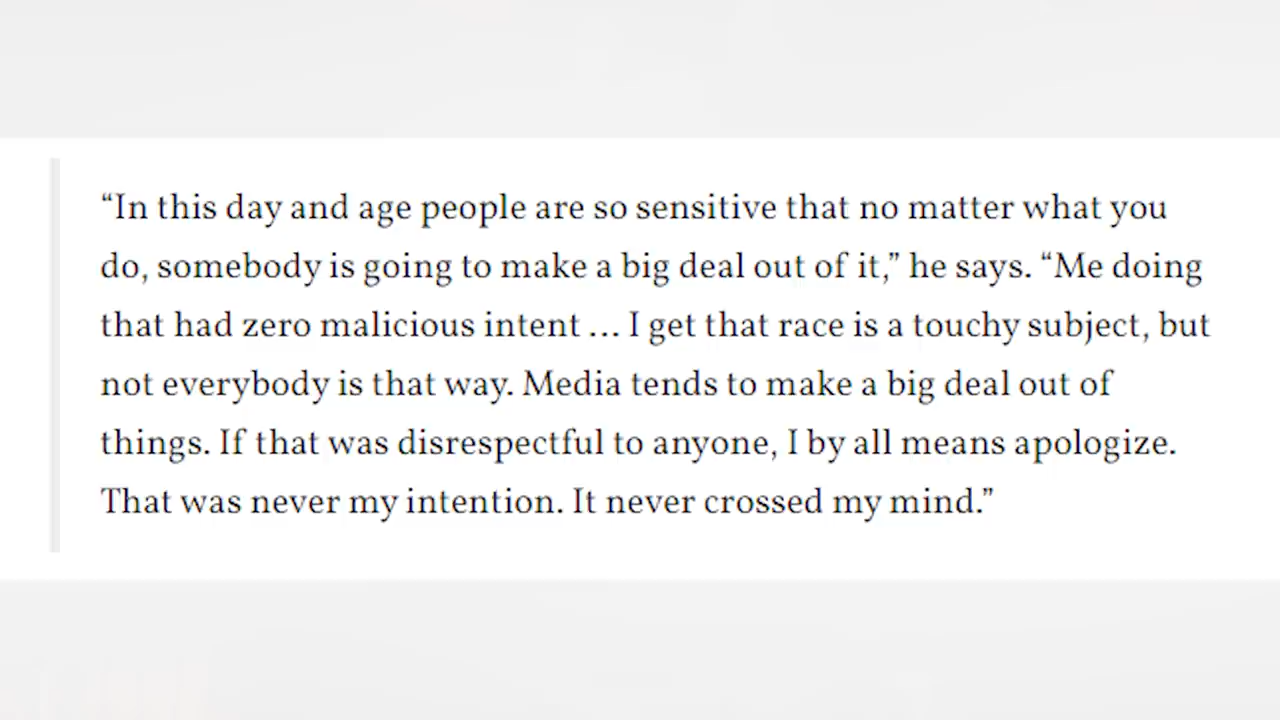 “In this day and age people are so sensitive that no matter what you
do, somebody is going to make a big deal out of it,” he says. “Me doing
that had zero malicious intent … I get that race is a touchy subject, but
not everybody is that way. Media tends to make a big deal out of
things. If that was disrespectful to anyone, I by all means apologize.
That was never my intention. It never crossed my mind.”